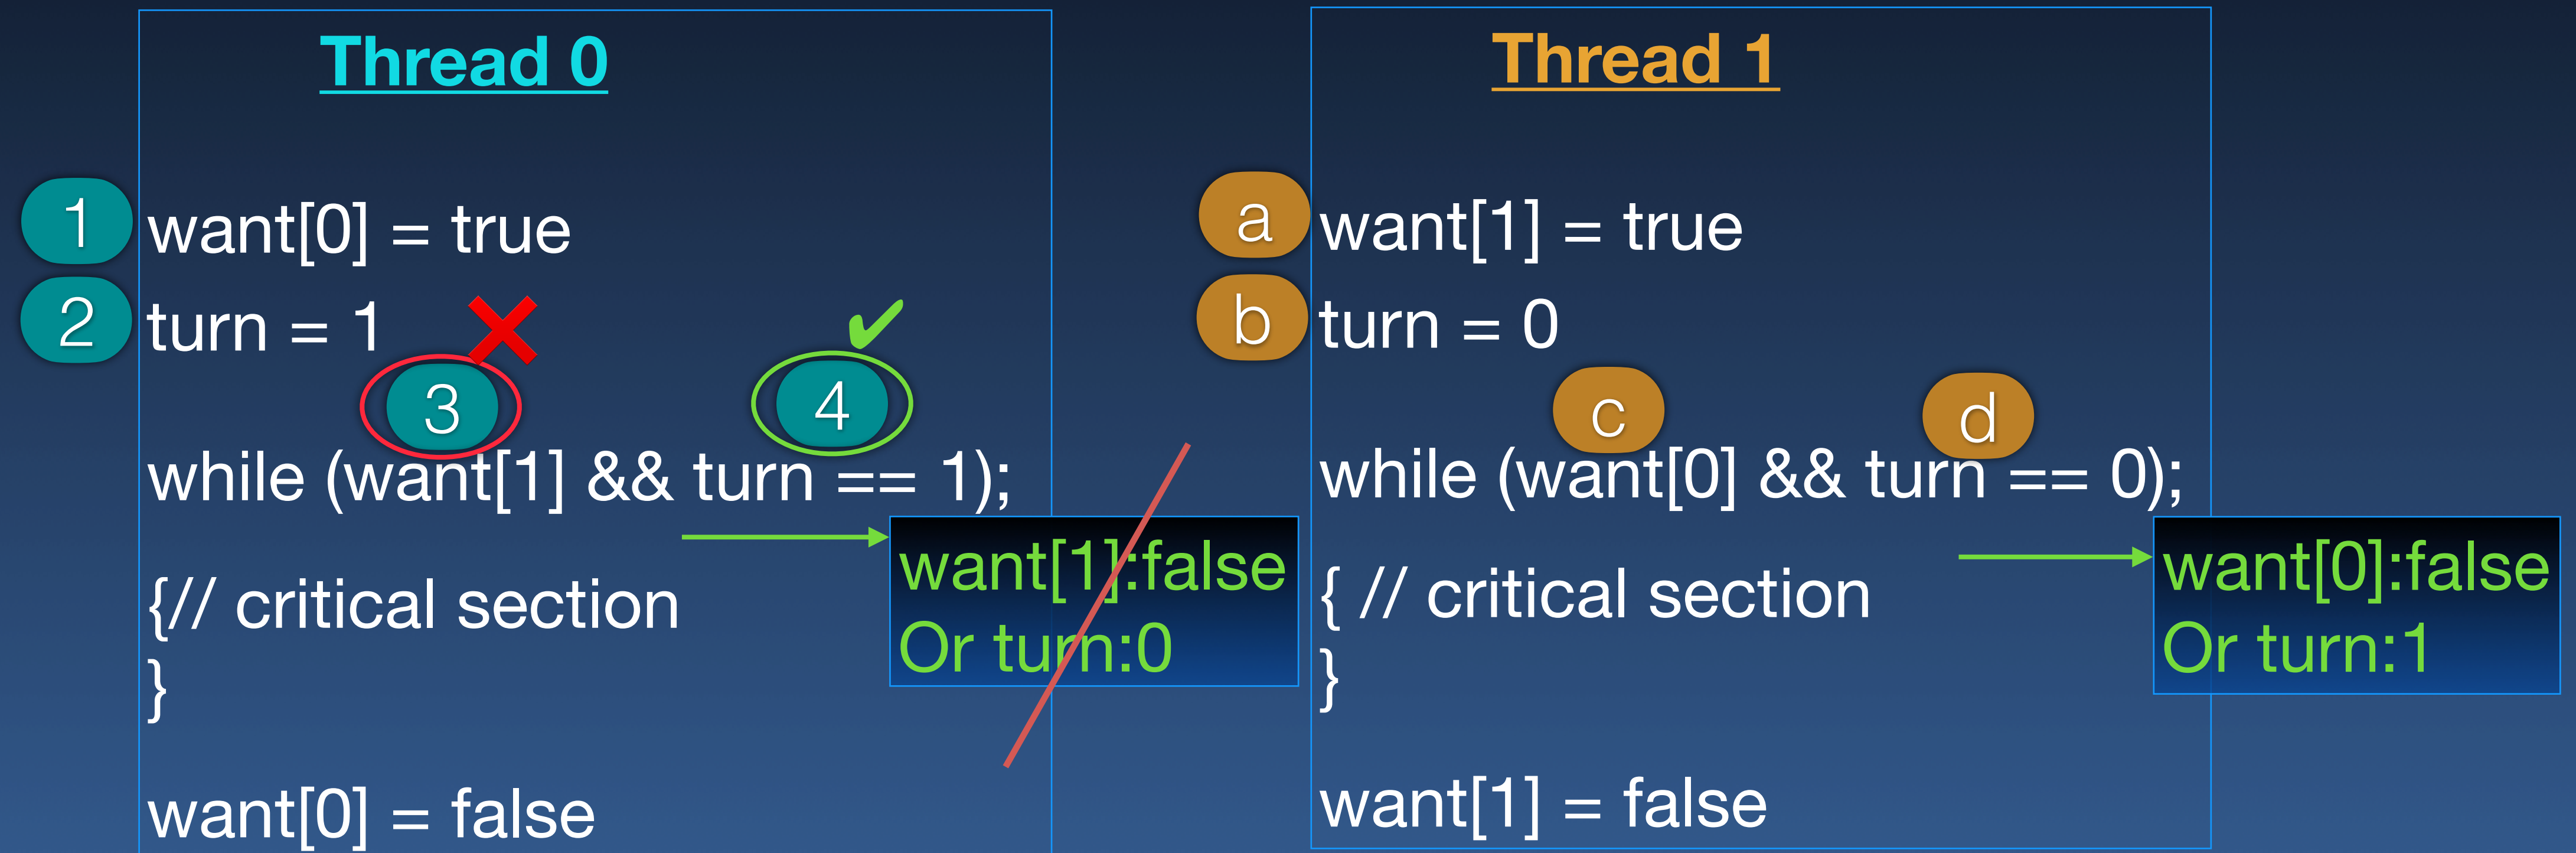 Thread 0
1 want[0] = true
2 turn = 1
3 4
while (want[1] && turn == 1);
want[1]:false
Or turn:0
{// critical section
}
want[0] = false
Thread 1
a want[1] = true
b turn = 0
c d
while (want[0] && turn == 0);
want[0]:false
Or turn:1
{ // critical section
}
want[1] = false